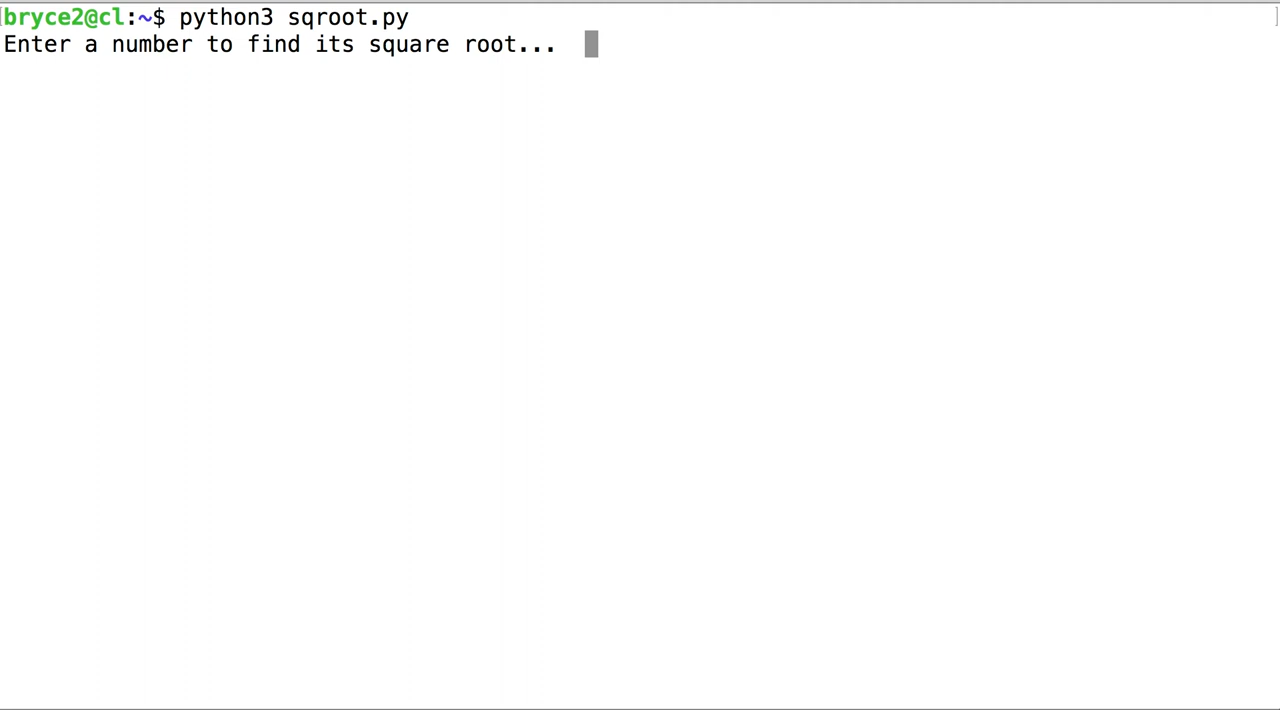 bryce2@cl:~$ python3 sqroot.py
Enter a number to find its square root...